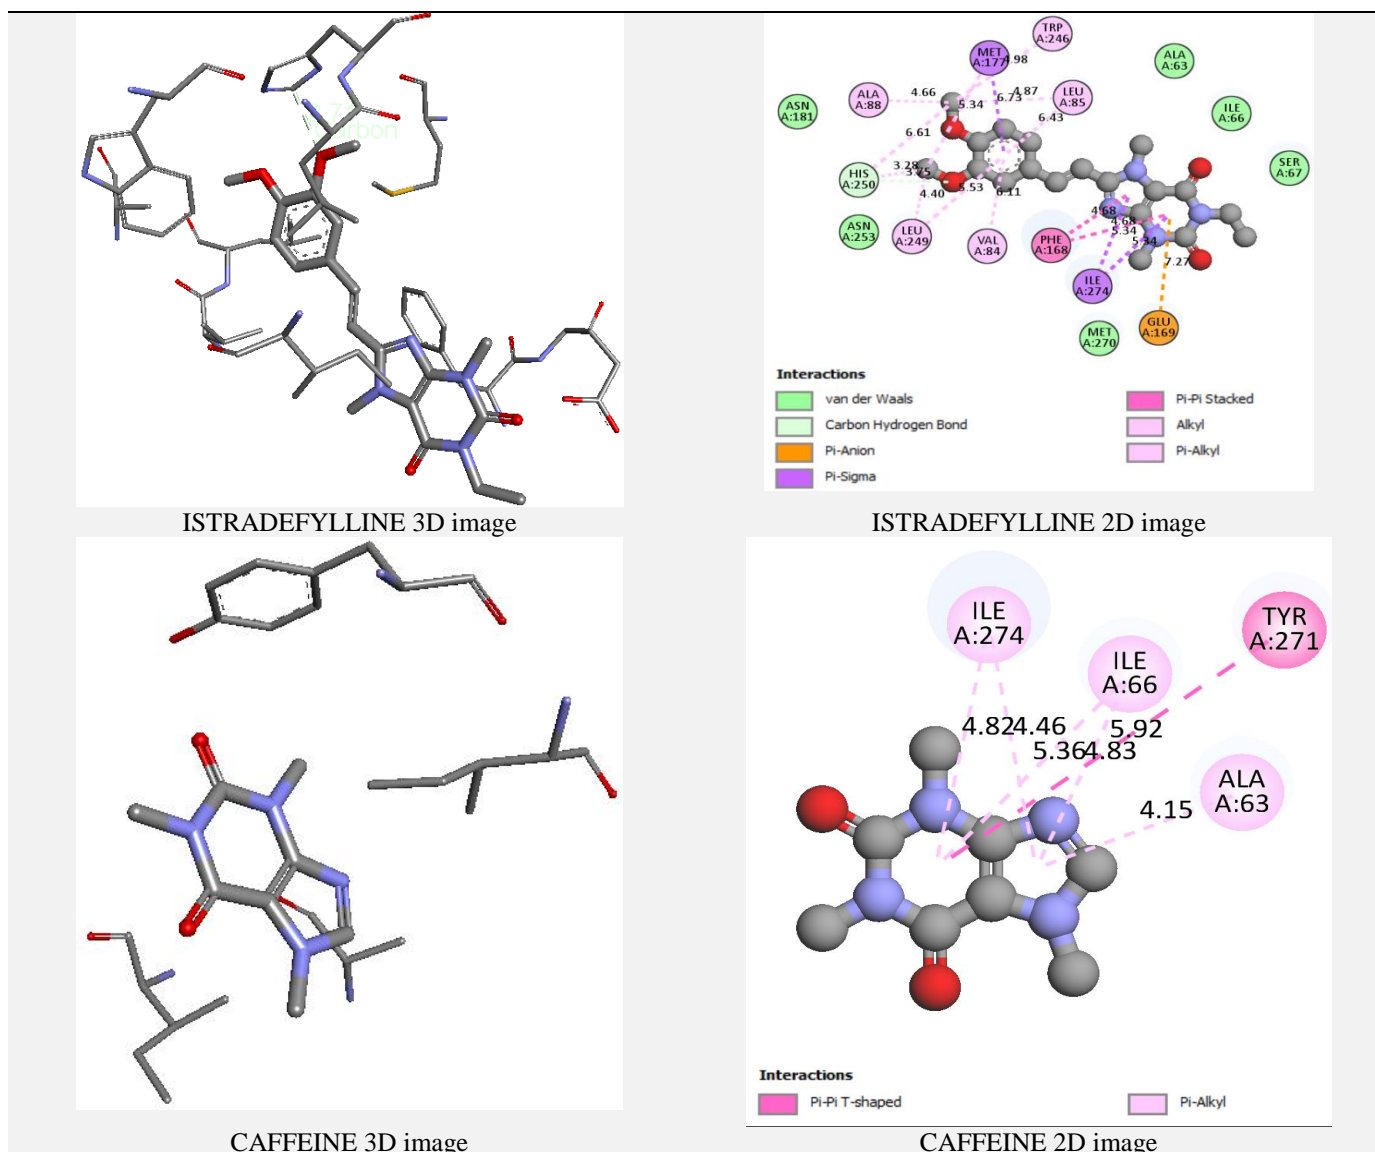 Carbon
TRP
A:246
MET
A:177
4.98
ALA
A:63
ALA
A:88
4.66
5.34
6.73
4.87
LEU
A:85
ASN
A:181
ILE
A:66
6.61
6.43
SER
A:67
HIS
A:250
3.28
3.75
4.40
5.53
6.11
ASN
A:253
LEU
A:249
VAL
A:84
PHE
A:168
4.68
4.68
5.34
5.34
7.27
ILE
A:274
GLU
A:169
MET
A:270
Interactions
van der Waals
Carbon Hydrogen Bond
Pi-Anion
Pi-Sigma
Pi-Pi Stacked
Alkyl
Pi-Alkyl
ISTRADEFYLLINE 3D image
ISTRADEFYLLINE 2D image
ILE
A:274
TYR
A:271
ILE
A:66
4.82
4.46
5.92
5.36
4.83
ALA
A:63
4.15
Interactions
Pi-Pi T-shaped
Pi-Alkyl
CAFFEINE 3D image
CAFFEINE 2D image